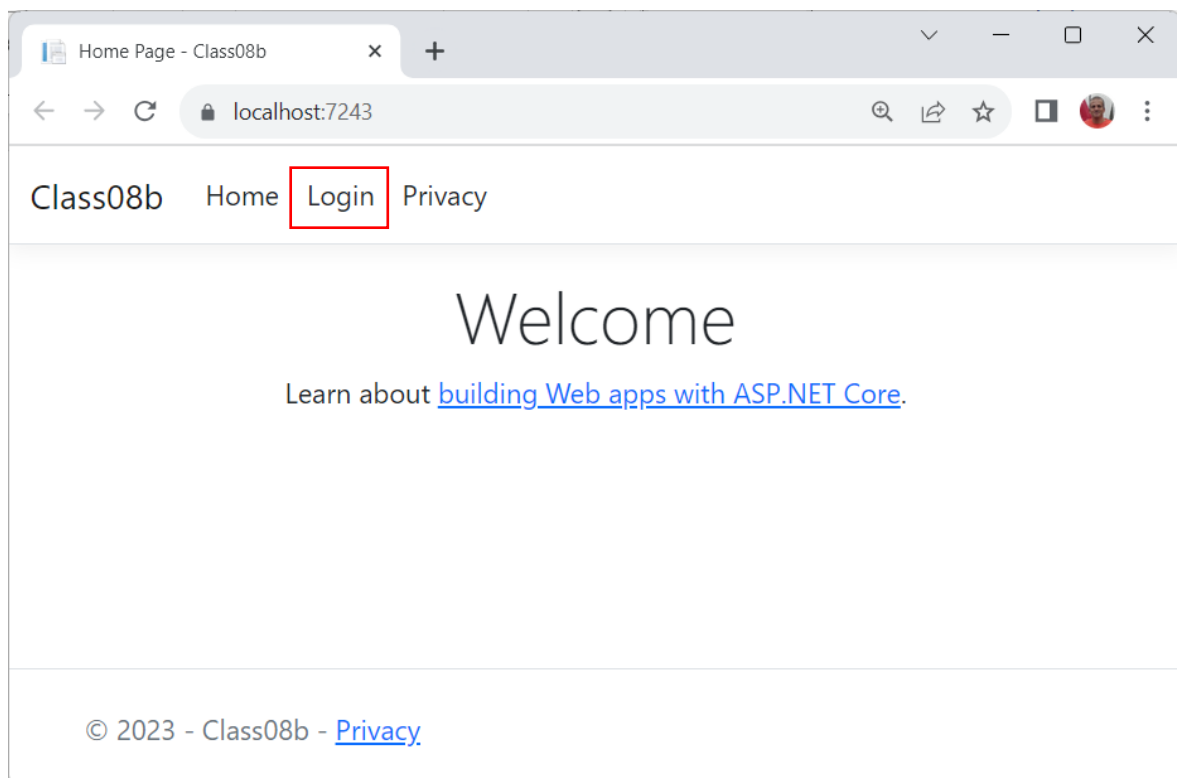 Home Page - Class08b
localhost:7243
Class08b Home Login Privacy
Welcome
Learn about building Web apps with ASP.NET Core.
© 2023 - Class08b - Privacy